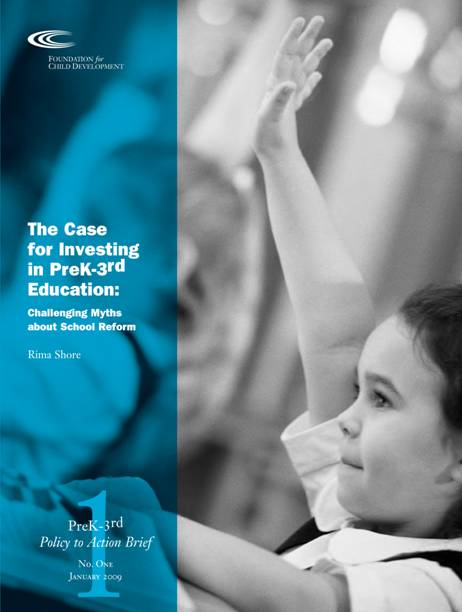 FOUNDATION for
CHILD DEVELOPMENT
The Case
for Investing
in PreK-3rd
Education:
Challenging Myths
about School Reform
Rima Shore
1
PreK-3rd
Policy to Action Brief
No. One
January 2009